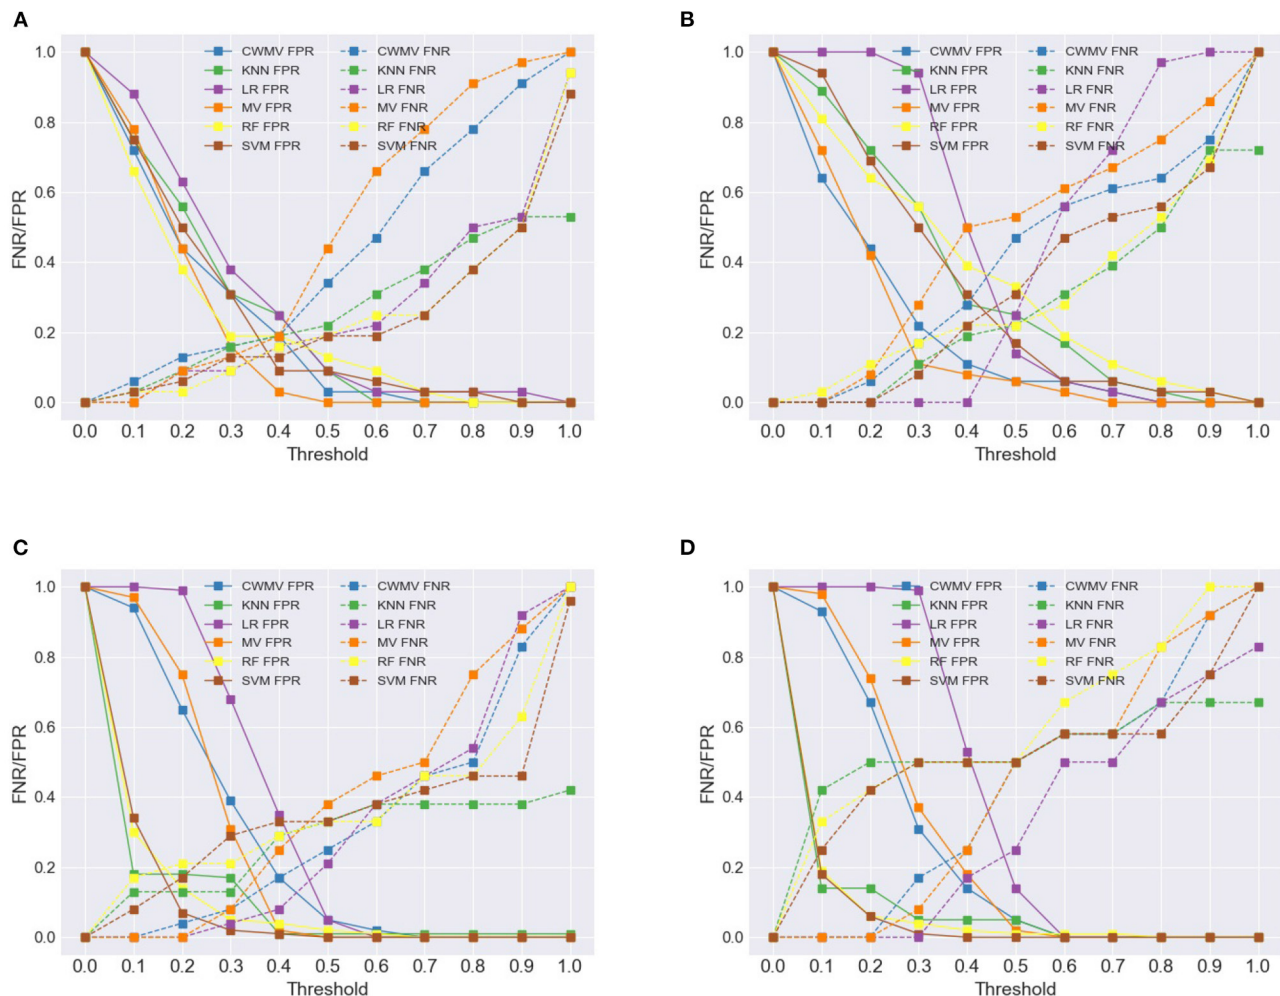 A
1.0 CWMV FPR CWMV FNR
KNN FPR KNN FNR
LR FPR LR FNR
0.8 MV FPR MV FNR
RF FPR RF FNR
SVM FPR SVM FNR
0.6
0.4
0.2
0.0
FNR/FPR
0.0 0.1 0.2 0.3 0.4 0.5 0.6 0.7 0.8 0.9 1.0
Threshold
B
1.0 CWMV FPR CWMV FNR
KNN FPR KNN FNR
LR FPR LR FNR
0.8 MV FPR MV FNR
RF FPR RF FNR
SVM FPR SVM FNR
0.6
0.4
0.2
0.0
FNR/FPR
0.0 0.1 0.2 0.3 0.4 0.5 0.6 0.7 0.8 0.9 1.0
Threshold
C
1.0 CWMV FPR CWMV FNR
KNN FPR KNN FNR
LR FPR LR FNR
0.8 MV FPR MV FNR
RF FPR RF FNR
SVM FPR SVM FNR
0.6
0.4
0.2
0.0
FNR/FPR
0.0 0.1 0.2 0.3 0.4 0.5 0.6 0.7 0.8 0.9 1.0
Threshold
D
1.0 CWMV FPR CWMV FNR
KNN FPR KNN FNR
LR FPR LR FNR
0.8 MV FPR MV FNR
RF FPR RF FNR
SVM FPR SVM FNR
0.6
0.4
0.2
0.0
FNR/FPR
0.0 0.1 0.2 0.3 0.4 0.5 0.6 0.7 0.8 0.9 1.0
Threshold